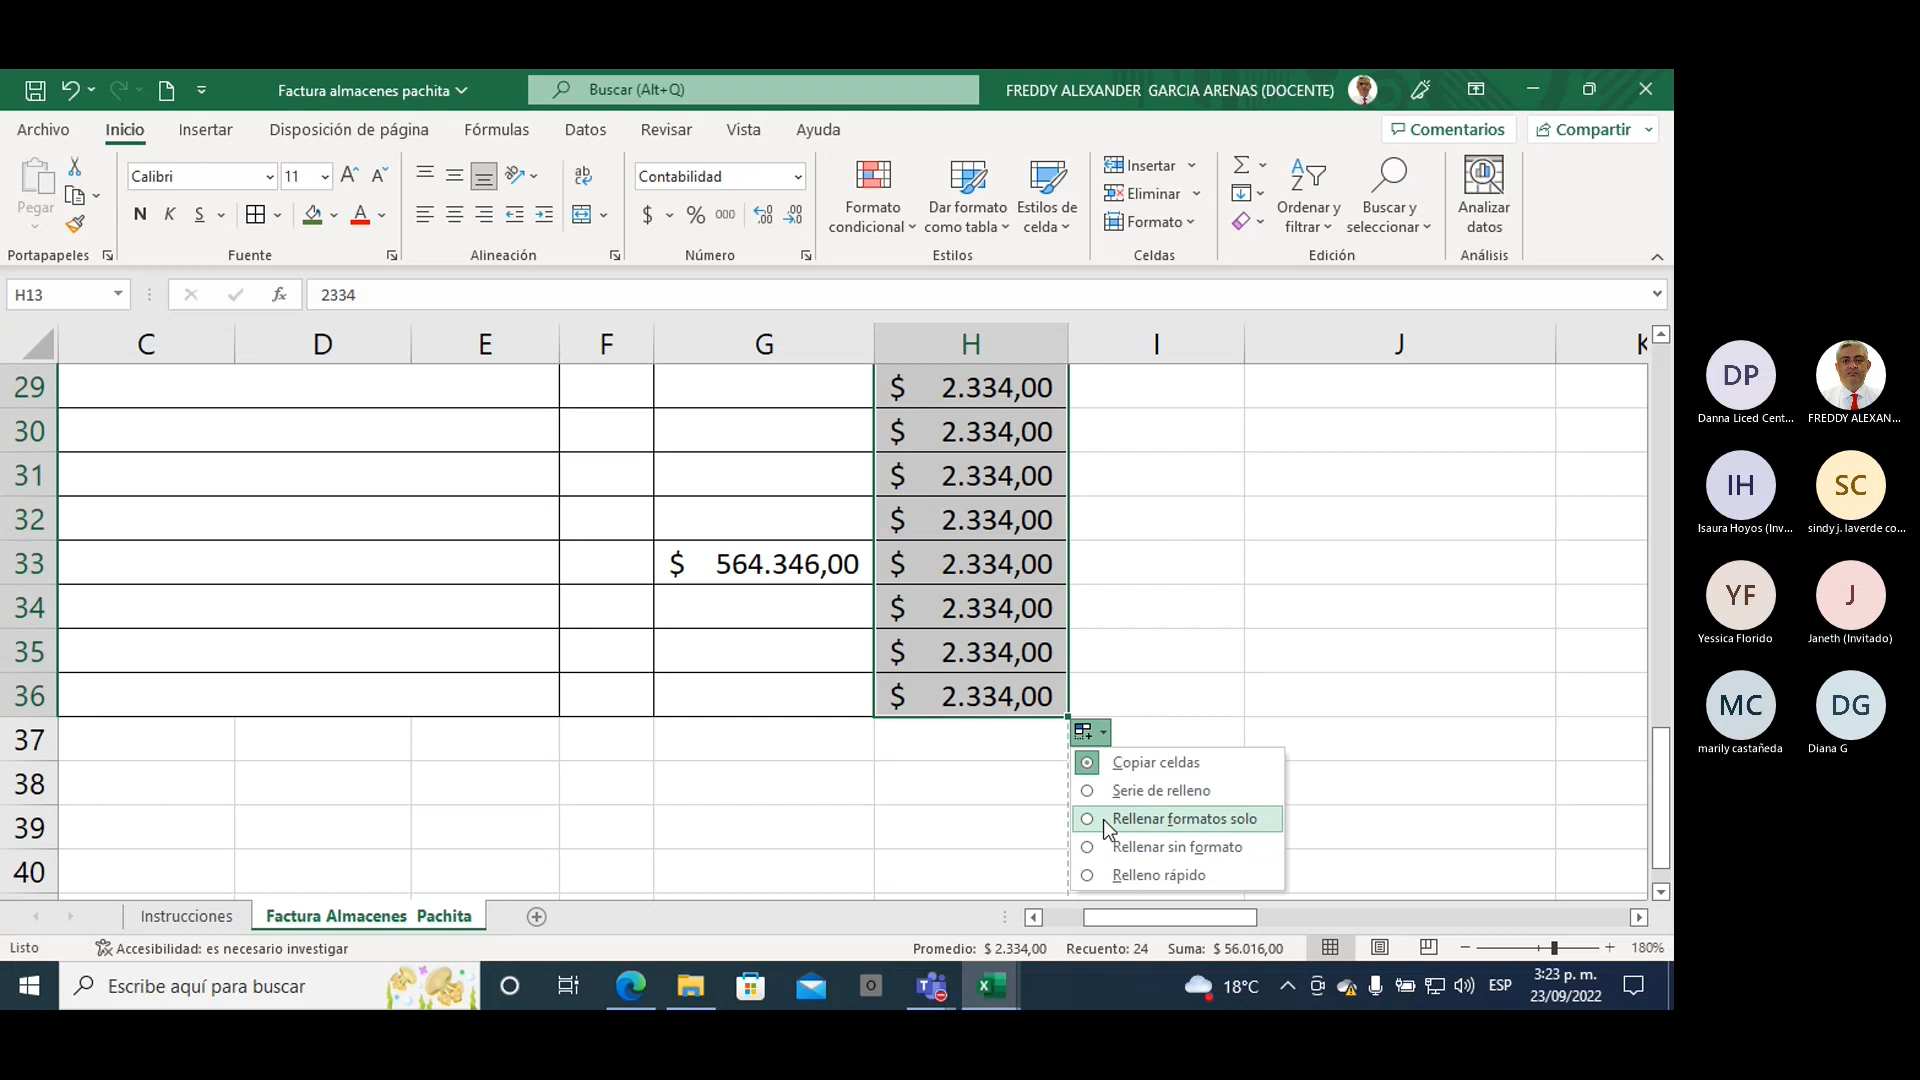 Factura almacenes pachita
Buscar (Alt+Q)
FREDDY ALEXANDER GARCIA ARENAS (DOCENTE)
Archivo Inicio Insertar Disposición de página Fórmulas Datos Revisar Vista Ayuda
Comentarios Compartir
Pegar
Calibri 11
N K S
ab
Contabilidad
$ % 000
Formato condicional
Dar formato como tabla
Estilos de celda
Insertar
Eliminar
Formato
Ordenar y filtrar
Buscar y seleccionar
Analizar datos
Portapapeles Fuente Alineación Número Estilos Celdas Edición Análisis
H13 fx 2334
C D E F G H I J K
29 $ 2.334,00
30 $ 2.334,00
31 $ 2.334,00
32 $ 2.334,00
33 $ 564.346,00 $ 2.334,00
34 $ 2.334,00
35 $ 2.334,00
36 $ 2.334,00
37
38
39
40
Copiar celdas
Serie de relleno
Rellenar formatos solo
Rellenar sin formato
Relleno rápido
Instrucciones Factura Almacenes Pachita
Listo Accesibilidad: es necesario investigar Promedio: $ 2.334,00 Recuento: 24 Suma: $ 56.016,00 180%
Escribe aquí para buscar
18°C ESP
3:23 p. m.
23/09/2022
DP
Danna Liced Cent...
FREDDY ALEXAN...
IH
Isaura Hoyos (Inv...
SC
sindy j. laverde co...
YF
Yessica Florido
J
Janeth (Invitado)
MC
marily castañeda
DG
Diana G